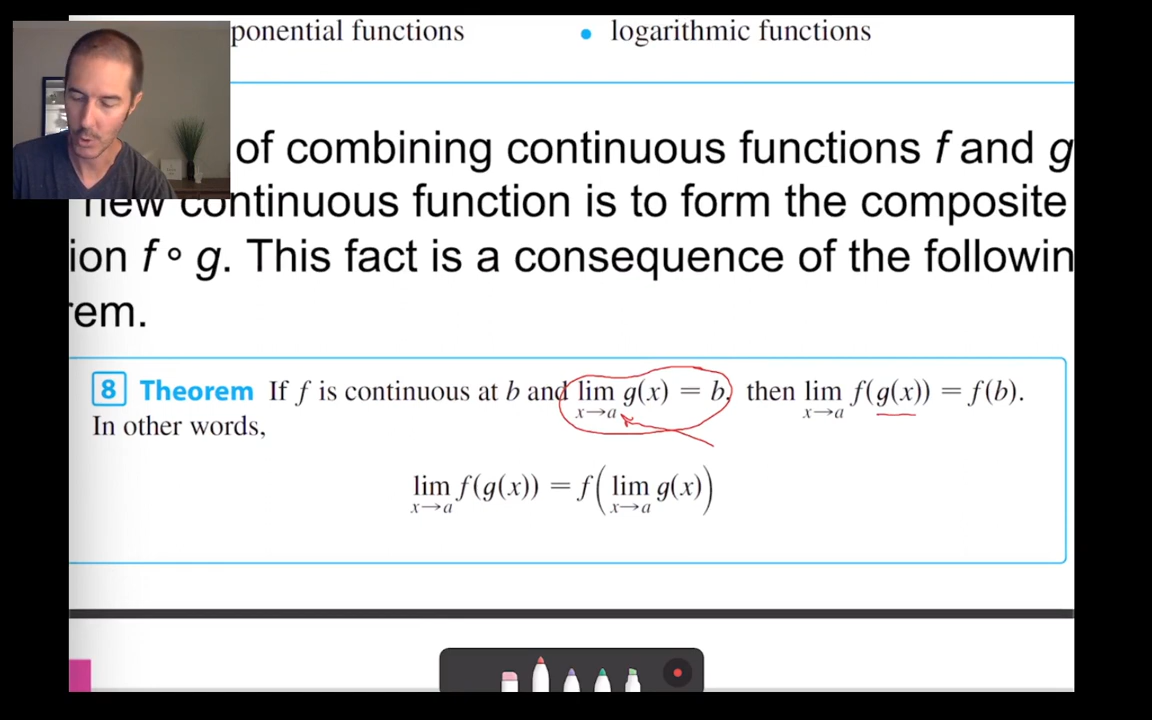 ponential functions • logarithmic functions
of combining continuous functions f and g
new continuous function is to form the composite
ion f ∘ g. This fact is a consequence of the followin
rem.
8 Theorem If f is continuous at b and lim x→a g(x) = b, then lim x→a f(g(x)) = f(b).
In other words,
lim x→a f(g(x)) = f(lim x→a g(x))